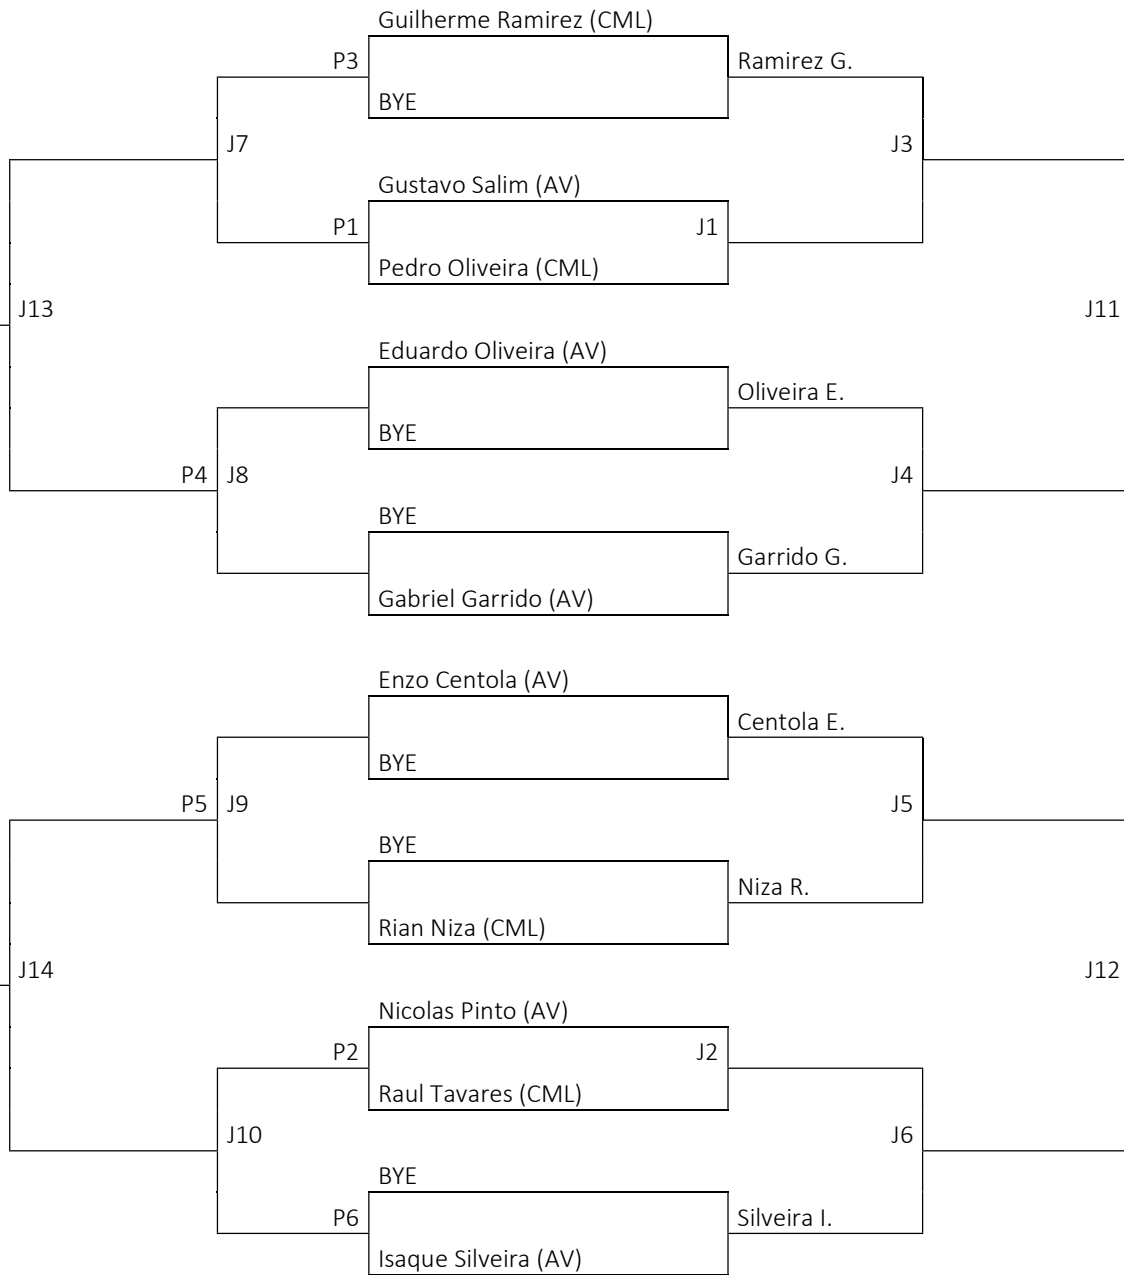 Guilherme Ramirez (CML)
P3 Ramirez G.
BYE
J7 J3
Gustavo Salim (AV)
P1 J1
Pedro Oliveira (CML)
J13 J11
Eduardo Oliveira (AV)
Oliveira E.
BYE
P4 J8 J4
BYE
Garrido G.
Gabriel Garrido (AV)
Enzo Centola (AV)
Centola E.
BYE
P5 J9 J5
BYE
Niza R.
Rian Niza (CML)
J14 J12
Nicolas Pinto (AV)
P2 J2
Raul Tavares (CML)
J10 J6
BYE
P6 Silveira I.
Isaque Silveira (AV)